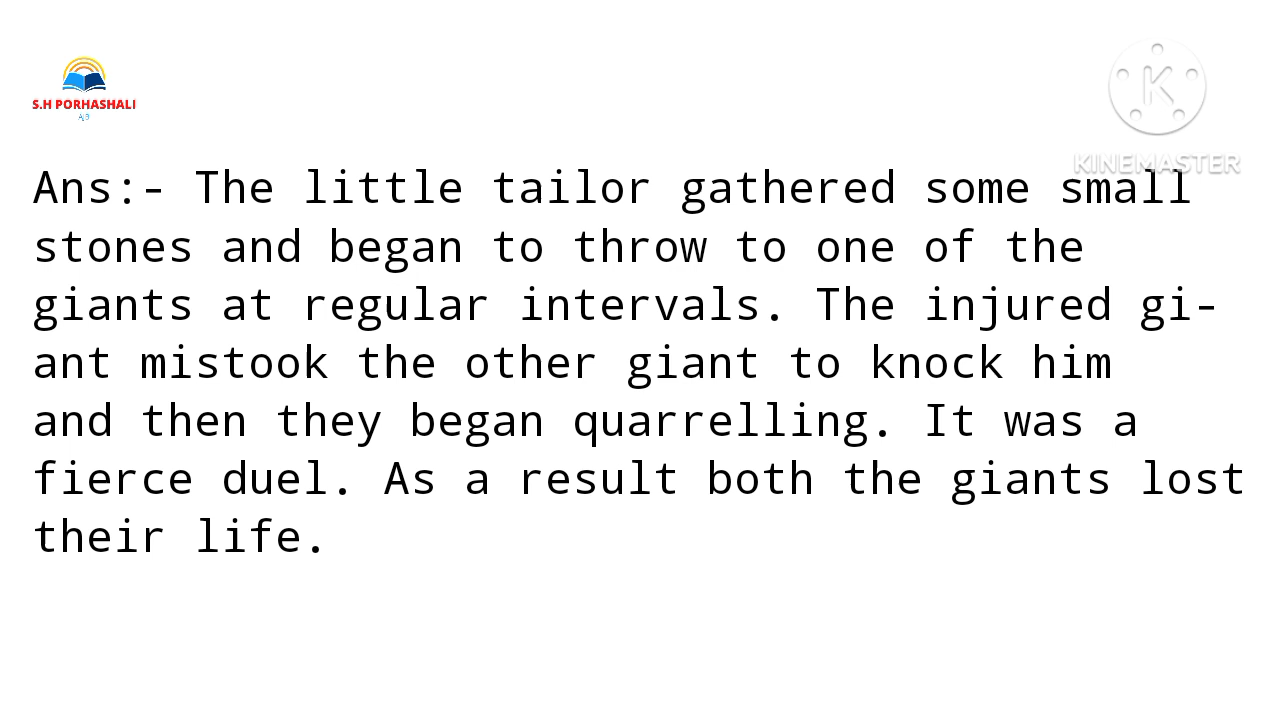 S.H PORHASHALI
KINEMASTER
Ans:- The little tailor gathered some small
stones and began to throw to one of the
giants at regular intervals. The injured gi-
ant mistook the other giant to knock him
and then they began quarrelling. It was a
fierce duel. As a result both the giants lost
their life.